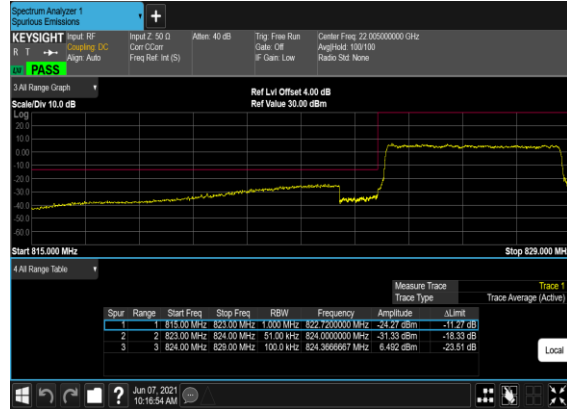 Spectrum Analyzer 1
Spurious Emissions
+
KEYSIGHT Input: RF Input Z: 50 Ω Atten: 40 dB Trig: Free Run Center Freq: 22.005000000 GHz
R T Coupling: DC Corr CCorr Gate: Off Avg|Hold: 100/100
Align: Auto Freq Ref: Int (S) IF Gain: Low Radio Std: None
PASS
3 All Range Graph
Ref Lvl Offset 4.00 dB
Scale/Div 10.0 dB Ref Value 30.00 dBm
Log
20.0
10.0
0.00
-10.0
-20.0
-30.0
-40.0
-50.0
-60.0
Start 815.000 MHz Stop 829.000 MHz
4 All Range Table
Measure Trace Trace 1
Trace Type Trace Average (Active)
Spur Range Start Freq Stop Freq RBW Frequency Amplitude ΔLimit
1 1 815.00 MHz 823.00 MHz 1.000 MHz 822.7200000 MHz -24.27 dBm -11.27 dB
2 2 823.00 MHz 824.00 MHz 51.00 kHz 824.0000000 MHz -31.33 dBm -18.33 dB
3 3 824.00 MHz 829.00 MHz 100.0 kHz 824.3666667 MHz 6.492 dBm -23.51 dB
Local
? Jun 07, 2021
10:16:54 AM